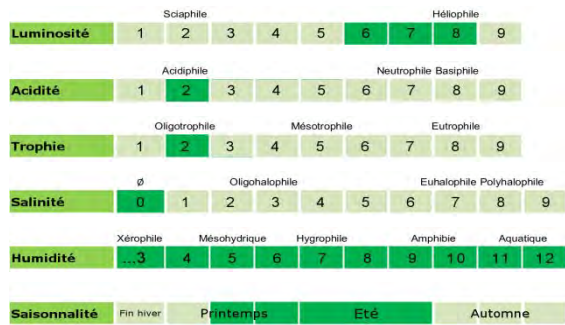 Sciaphile Héliophile
Luminosité 1 2 3 4 5 6 7 8 9
Acidiphile Neutrophile Basiphile
Acidité 1 2 3 4 5 6 7 8 9
Oligotrophile Mésotrophile Eutrophile
Trophie 1 2 3 4 5 6 7 8 9
Ø Oligohalophile Euhalophile Polyhalophile
Salinité 0 1 2 3 4 5 6 7 8 9
Xérophile Mésohydrique Hygrophile Amphibie Aquatique
Humidité ...3 4 5 6 7 8 9 10 11 12
Saisonnalité Fin hiver Printemps Eté Automne